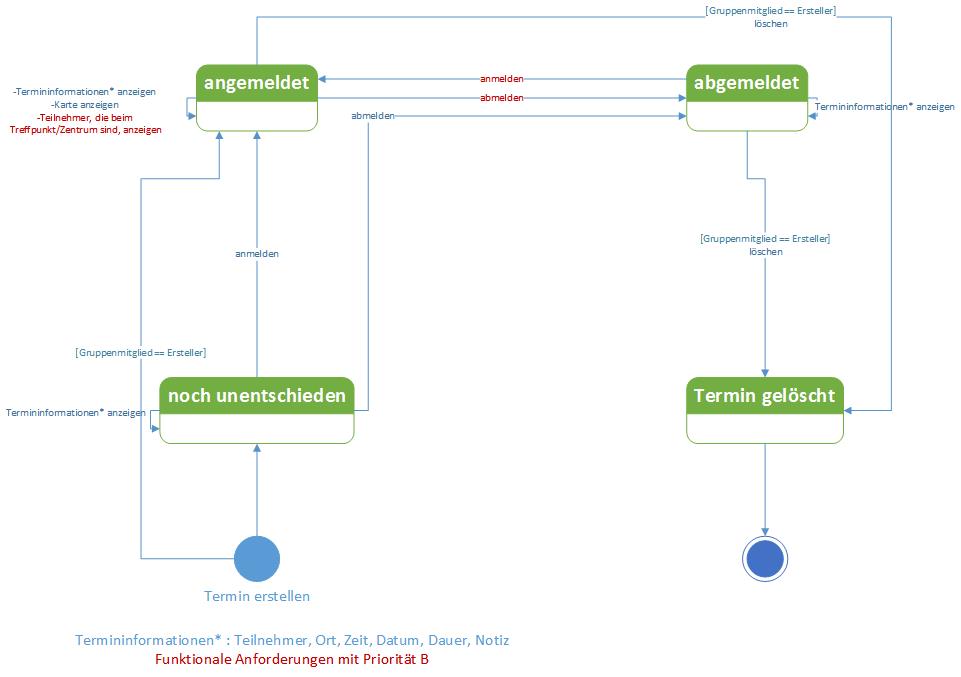 [Gruppenmitglied == Ersteller]
löschen
angemeldet
abgemeldet
anmelden
abmelden
abmelden
-Termininformationen* anzeigen
-Karte anzeigen
-Teilnehmer, die beim
Treffpunkt/Zentrum sind, anzeigen
Termininformationen* anzeigen
anmelden
[Gruppenmitglied == Ersteller]
löschen
[Gruppenmitglied == Ersteller]
noch unentschieden
Termin gelöscht
Termininformationen* anzeigen
Termin erstellen
Termininformationen* : Teilnehmer, Ort, Zeit, Datum, Dauer, Notiz
Funktionale Anforderungen mit Priorität B